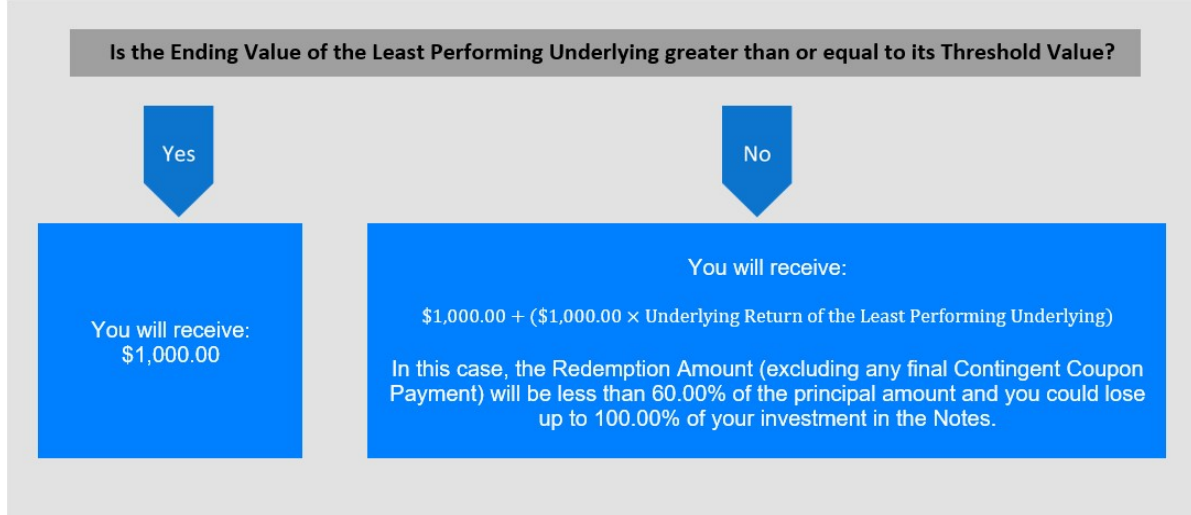 Is the Ending Value of the Least Performing Underlying greater than or equal to its Threshold Value?
Yes
No
You will receive:
$1,000.00
You will receive:
$1,000.00 + ($1,000.00 × Underlying Return of the Least Performing Underlying)
In this case, the Redemption Amount (excluding any final Contingent Coupon
Payment) will be less than 60.00% of the principal amount and you could lose
up to 100.00% of your investment in the Notes.